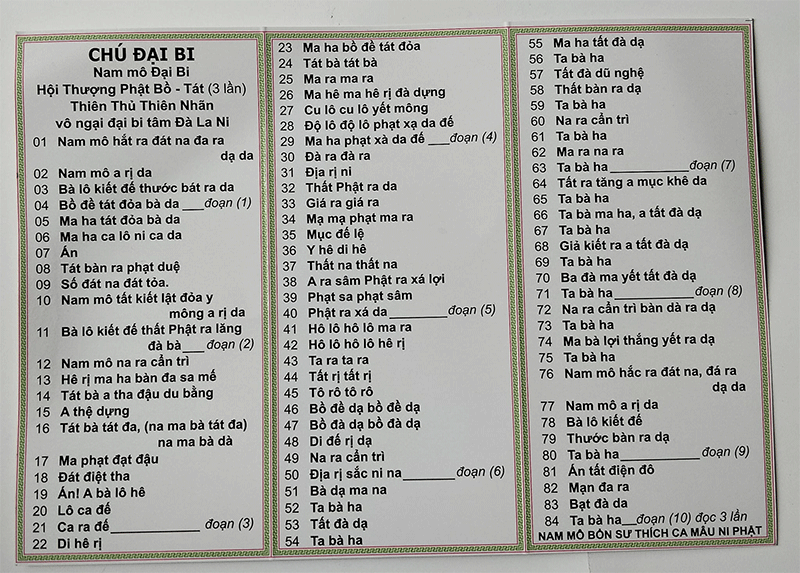 CHÚ ĐẠI BI
Nam mô Đại Bi
Hội Thượng Phật Bồ - Tát (3 lần)
Thiên Thủ Thiên Nhãn
vô ngại đại bi tâm Đà La Ni
01 Nam mô hắt ra đát na đa ra
dạ da
02 Nam mô a rị da
03 Bà lô kiết đế thước bát ra da
04 Bồ đề tát đỏa bà da ___đoạn (1)
05 Ma ha tát đỏa bà da
06 Ma ha ca lô ni ca da
07 Án
08 Tát bàn ra phạt duệ
09 Số đát na đát tỏa.
10 Nam mô tất kiết lật đỏa y
mông a rị da
11 Bà lô kiết đế thất Phật ra lăng
đà bà___ đoạn (2)
12 Nam mô na ra cẩn trì
13 Hê rị ma ha bàn đa sa mế
14 Tát bà a tha đậu du bằng
15 A thệ dựng
16 Tát bà tát đa, (na ma bà tát đa)
na ma bà dà
17 Ma phạt đạt đậu
18 Đát điệt tha
19 Án! A bà lô hê
20 Lô ca đế
21 Ca ra đế______________ đoạn (3)
22 Di hê rị
23 Ma ha bồ đề tát đỏa
24 Tát bà tát bà
25 Ma ra ma ra
26 Ma hê ma hê rị đà dựng
27 Cu lô cu lô yết mông
28 Độ lô độ lô phạt xạ da đế
29 Ma ha phạt xà da đế ___đoạn (4)
30 Đà ra đà ra
31 Địa rị ni
32 Thất Phật ra da
33 Giá ra giá ra
34 Mạ mạ phạt ma ra
35 Mục đế lệ
36 Y hê di hê
37 Thất na thất na
38 A ra sâm Phật ra xá lợi
39 Phạt sa phạt sâm
40 Phật ra xá da__________đoạn (5)
41 Hô lô hô lô ma ra
42 Hô lô hô lô hê rị
43 Ta ra ta ra
44 Tất rị tất rị
45 Tô rô tô rô
46 Bồ đề dạ bồ đề dạ
47 Bồ đà dạ bồ đà dạ
48 Di đế rị dạ
49 Na ra cẩn trì
50 Địa rị sắc ni na________đoạn (6)
51 Bà dạ ma na
52 Ta bà ha
53 Tất đà dạ
54 Ta bà ha
55 Ma ha tất đà dạ
56 Ta bà ha
57 Tất đà dũ nghệ
58 Thất bàn ra dạ
59 Ta bà ha
60 Na ra cẩn trì
61 Ta bà ha
62 Ma ra na ra
63 Ta bà ha____________đoạn (7)
64 Tất ra tăng a mục khê da
65 Ta bà ha
66 Ta bà ma ha, a tất đà dạ
67 Ta bà ha
68 Giả kiết ra a tất đà dạ
69 Ta bà ha
70 Ba đà ma yết tất đà dạ
71 Ta bà ha____________đoạn (8)
72 Na ra cẩn trì bàn dà ra dạ
73 Ta bà ha
74 Ma bà lợi thắng yết ra dạ
75 Ta bà ha
76 Nam mô hắc ra đát na, đá ra
dạ da
77 Nam mô a rị da
78 Bà lô kiết đế
79 Thước bàn ra dạ
80 Ta bà ha_____________đoạn (9)
81 Án tất điện đô
82 Mạn đa ra
83 Bạt đà da
84 Ta bà ha__đoạn (10) đọc 3 lần
NAM MÔ BỔN SƯ THÍCH CA MÂU NI PHẬT